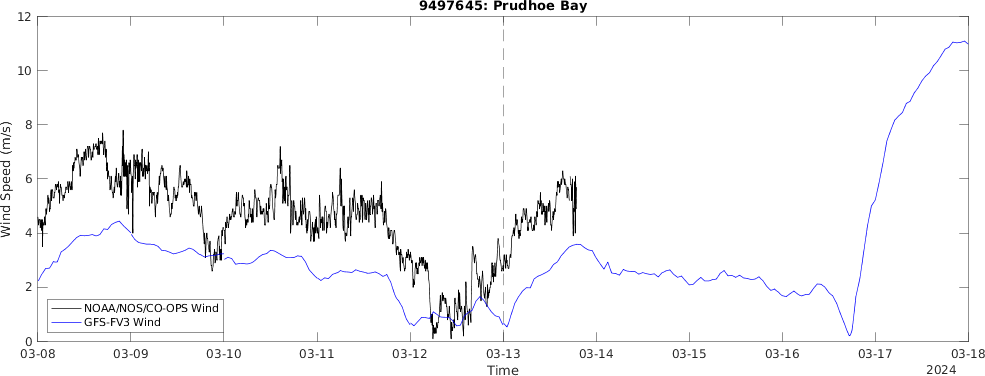 9497645: Prudhoe Bay
12
10
8
6
4
2
0
Wind Speed (m/s)
NOAA/NOS/CO-OPS Wind
GFS-FV3 Wind
03-08 03-09 03-10 03-11 03-12 03-13 03-14 03-15 03-16 03-17 03-18
Time
2024